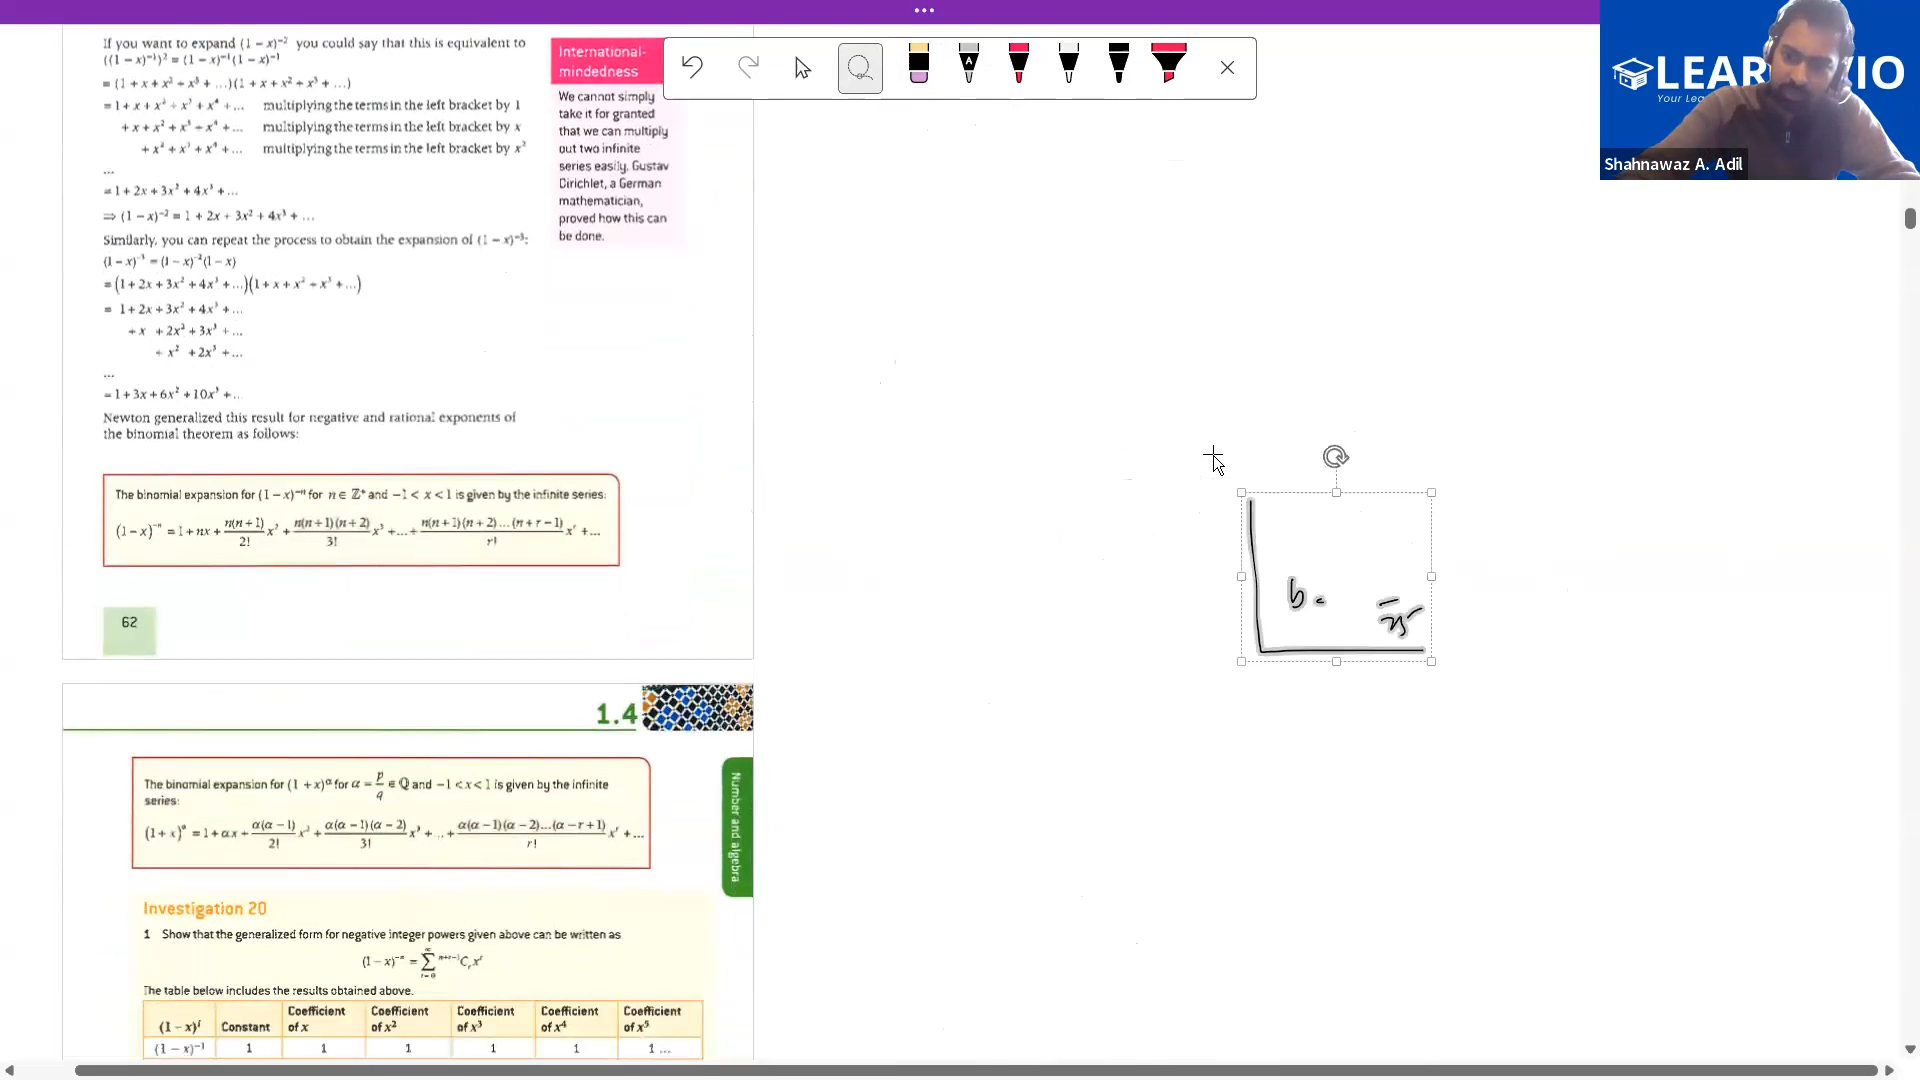 If you want to expand (1 − x)⁻² you could say that this is equivalent to
((1 − x)⁻¹)² = (1 − x)⁻¹(1 − x)⁻¹
= (1 + x + x² + x³ + ...)(1 + x + x² + x³ + ...)
= 1 + x + x² + x³ + x⁴ + ... multiplying the terms in the left bracket by 1
+ x + x² + x³ + x⁴ + ... multiplying the terms in the left bracket by x
+ x² + x³ + x⁴ + ... multiplying the terms in the left bracket by x²
...
= 1 + 2x + 3x² + 4x³ + ...
⇒ (1 − x)⁻² = 1 + 2x + 3x² + 4x³ + ...
Similarly, you can repeat the process to obtain the expansion of (1 − x)⁻³:
(1 − x)⁻³ = (1 − x)⁻²(1 − x)
= (1 + 2x + 3x² + 4x³ + ...)(1 + x + x² + x³ + ...)
= 1 + 2x + 3x² + 4x³ + ...
+ x + 2x² + 3x³ + ...
+ x² + 2x³ + ...
...
= 1 + 3x + 6x² + 10x³ + ..
Newton generalized this result for negative and rational exponents of
the binomial theorem as follows:
The binomial expansion for (1 − x)⁻ⁿ for n ∈ ℤ⁺ and −1 < x < 1 is given by the infinite series:
(1 − x)⁻ⁿ = 1 + nx + n(n + 1)/2! x² + n(n + 1)(n + 2)/3! x³ + ... + n(n + 1)(n + 2)...(n + r − 1)/r! xʳ + ...
62
International-
mindedness
We cannot simply
take it for granted
that we can multiply
out two infinite
series easily. Gustav
Dirichlet, a German
mathematician,
proved how this can
be done.
A
LEAR
IO
Your Lea
Shahnawaz A. Adil
b
1.4
Number and algebra
The binomial expansion for (1 + x)ᵅ for α = p/q ∈ ℚ and −1 < x < 1 is given by the infinite
series:
(1 + x)ᵅ = 1 + αx + α(α − 1)/2! x² + α(α − 1)(α − 2)/3! x³ + ... + α(α − 1)(α − 2)...(α − r + 1)/r! xʳ + ...
Investigation 20
1 Show that the generalized form for negative integer powers given above can be written as
(1 − x)⁻ⁿ = ∑_{r=0}^{∞} ⁿ⁺ʳ⁻¹Cᵣxʳ
The table below includes the results obtained above.
(1 − x)ⁱ Constant Coefficient of x Coefficient of x² Coefficient of x³ Coefficient of x⁴ Coefficient of x⁵
(1 − x)⁻¹ 1 1 1 1 1 1 ...